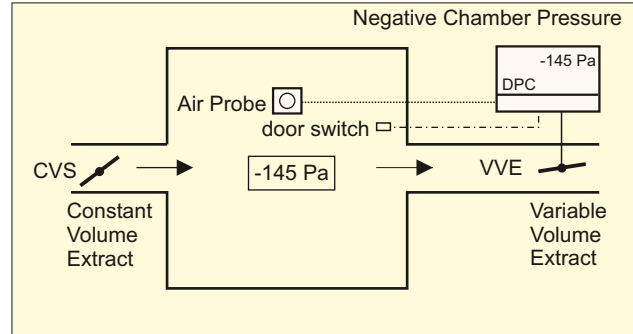 Negative Chamber Pressure
-145 Pa
DPC
Air Probe
door switch
CVS
-145 Pa
VVE
Constant
Volume
Extract
Variable
Volume
Extract